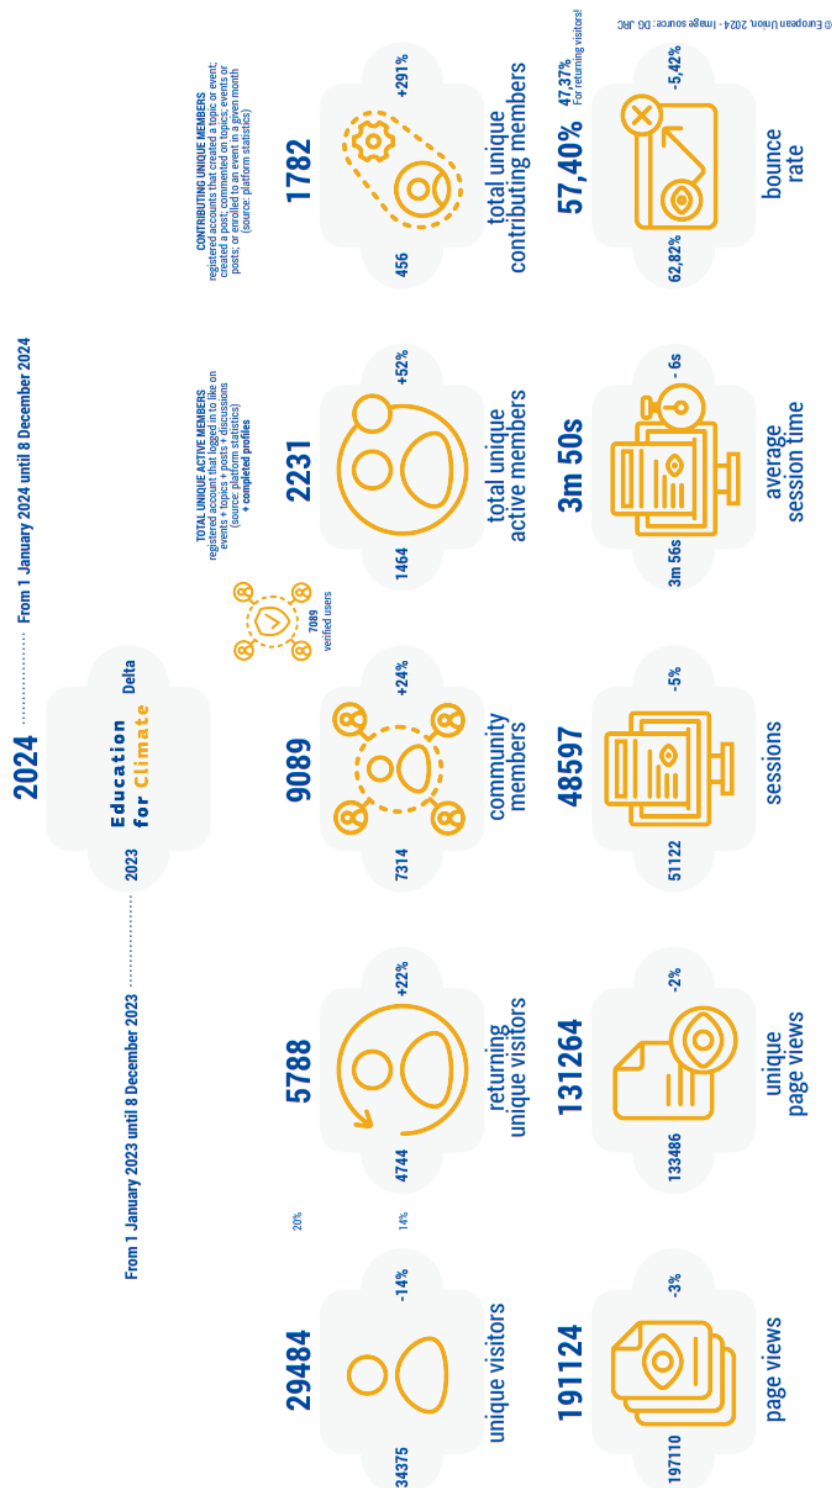 2024
From 1 January 2024 until 8 December 2024
From 1 January 2023 until 8 December 2023
2023
Education
for Climate
Delta
29484
34375
-14%
unique visitors
20%
14%
5788
4744
+22%
returning
unique visitors
9089
7314
+24%
community
members
7089
verified users
TOTAL UNIQUE ACTIVE MEMBERS
registered account that logged in to like on
events + topics + posts + discussions
(source: platform statistics)
+ completed profiles
2231
1464
+52%
total unique
active members
CONTRIBUTING UNIQUE MEMBERS
registered accounts that created a topic or event;
created a post; commented on topics; events or
posts; or enrolled to an event in a given month
(source: platform statistics)
1782
456
+291%
total unique
contributing members
191124
197110
-3%
page views
131264
133486
-2%
unique
page views
48597
51122
-5%
sessions
3m 50s
3m 56s
- 6s
average
session time
57,40%
47,37%
For returning visitors!
62,82%
-5,42%
bounce
rate
© European Union, 2024 - Image source: DG JRC